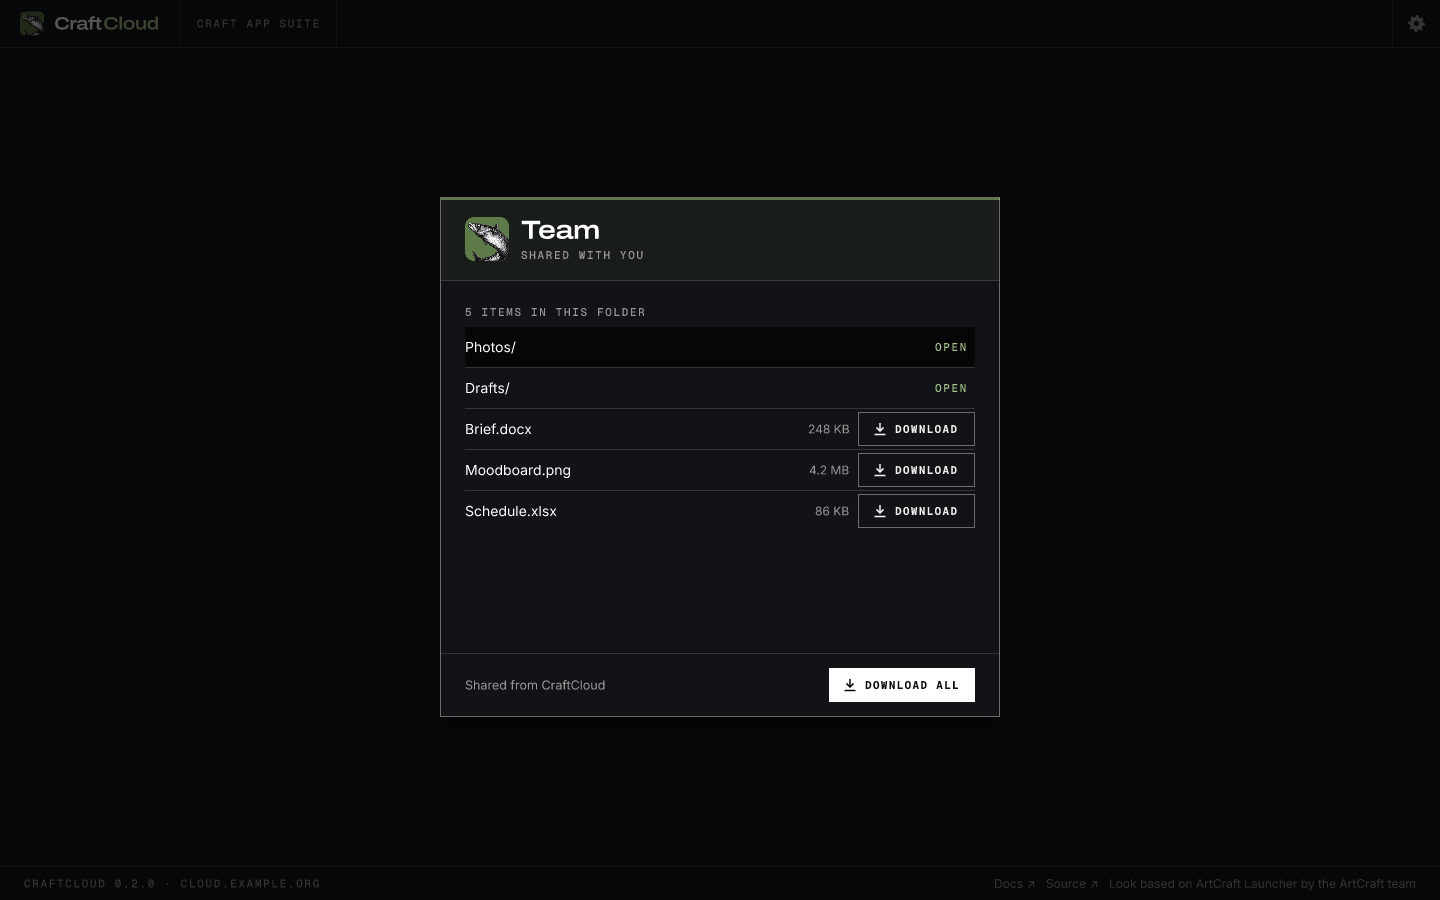 CraftCloud
CRAFT APP SUITE
Team
SHARED WITH YOU
5 ITEMS IN THIS FOLDER
Photos/ OPEN
Drafts/ OPEN
Brief.docx 248 KB DOWNLOAD
Moodboard.png 4.2 MB DOWNLOAD
Schedule.xlsx 86 KB DOWNLOAD
Shared from CraftCloud DOWNLOAD ALL
CRAFTCLOUD 0.2.0 · CLOUD.EXAMPLE.ORG
Docs ↗ Source ↗ Look based on ArtCraft Launcher by the ArtCraft team